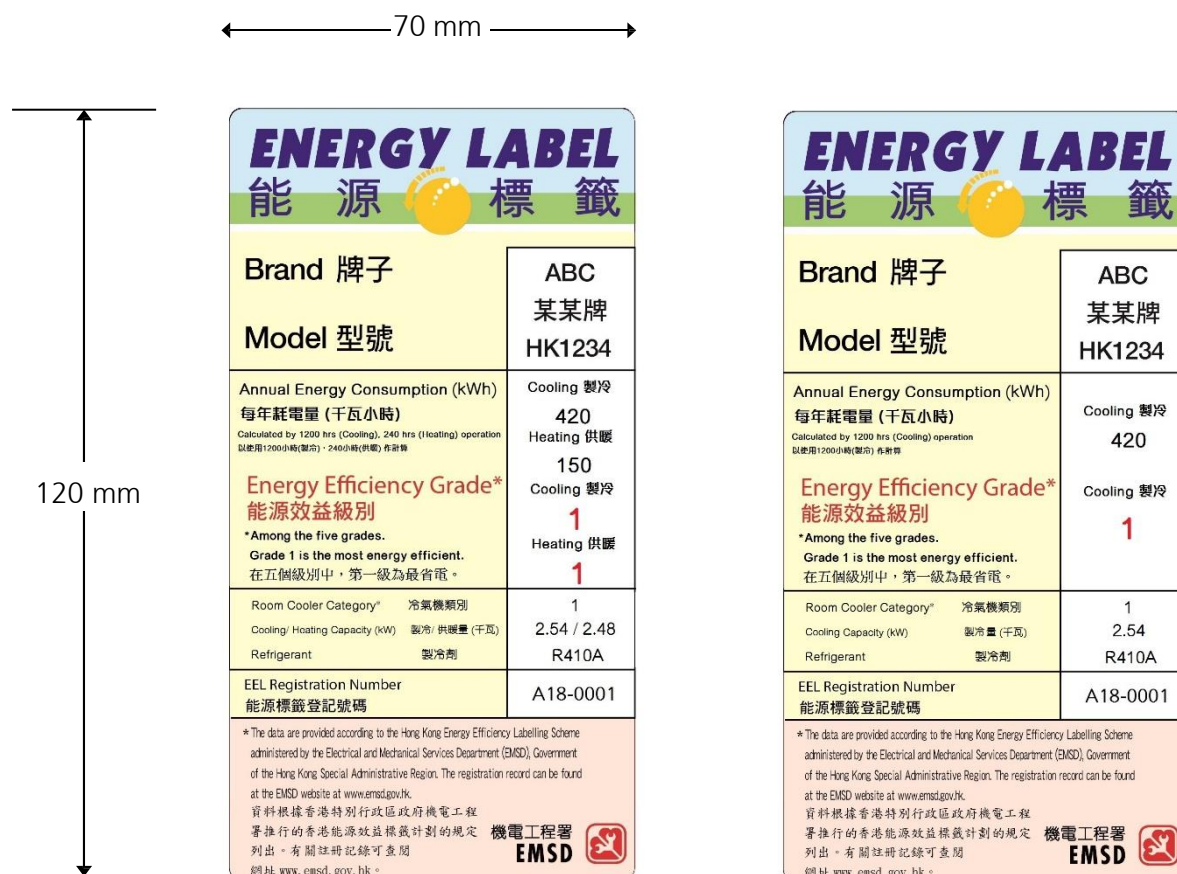 70 mm
120 mm
ENERGY LABEL
能源標籤
Brand 牌子
ABC
某某牌
Model 型號
HK1234
Annual Energy Consumption (kWh)
每年耗電量 (千瓦小時)
Calculated by 1200 hrs (Cooling), 240 hrs (Heating) operation
以使用1200小時(製冷)、240小時(供暖) 作計算
Cooling 製冷
420
Heating 供暖
150
Energy Efficiency Grade*
能源效益級別
*Among the five grades.
Grade 1 is the most energy efficient.
在五個級別中，第一級為最省電。
Cooling 製冷
1
Heating 供暖
1
Room Cooler Category* 冷氣機類別 1
Cooling/ Heating Capacity (kW) 製冷/ 供暖量 (千瓦) 2.54 / 2.48
Refrigerant 製冷劑 R410A
EEL Registration Number
能源標籤登記號碼
A18-0001
* The data are provided according to the Hong Kong Energy Efficiency Labelling Scheme
administered by the Electrical and Mechanical Services Department (EMSD), Government
of the Hong Kong Special Administrative Region. The registration record can be found
at the EMSD website at www.emsd.gov.hk.
資料根據香港特別行政區政府機電工程
署推行的香港能源效益標籤計劃的規定
列出。有關註冊記錄可查閱
網址 www.emsd.gov.hk。
機電工程署
EMSD
ENERGY LABEL
能源標籤
Brand 牌子
ABC
某某牌
Model 型號
HK1234
Annual Energy Consumption (kWh)
每年耗電量 (千瓦小時)
Calculated by 1200 hrs (Cooling) operation
以使用1200小時(製冷) 作計算
Cooling 製冷
420
Energy Efficiency Grade*
能源效益級別
*Among the five grades.
Grade 1 is the most energy efficient.
在五個級別中，第一級為最省電。
Cooling 製冷
1
Room Cooler Category* 冷氣機類別 1
Cooling Capacity (kW) 製冷量 (千瓦) 2.54
Refrigerant 製冷劑 R410A
EEL Registration Number
能源標籤登記號碼
A18-0001
* The data are provided according to the Hong Kong Energy Efficiency Labelling Scheme
administered by the Electrical and Mechanical Services Department (EMSD), Government
of the Hong Kong Special Administrative Region. The registration record can be found
at the EMSD website at www.emsd.gov.hk.
資料根據香港特別行政區政府機電工程
署推行的香港能源效益標籤計劃的規定
列出。有關註冊記錄可查閱
網址 www.emsd.gov.hk。
機電工程署
EMSD